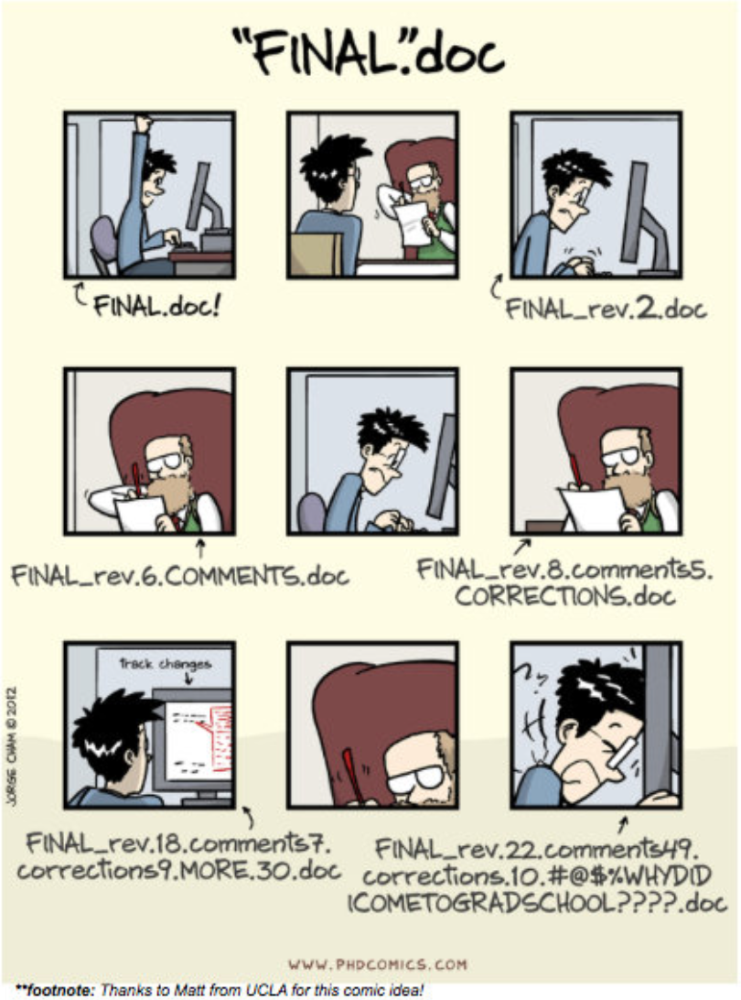 "FINAL".doc
FINAL.doc!
FINAL_rev.2.doc
FINAL_rev.6.COMMENTS.doc
FINAL_rev.8.comments5.
CORRECTIONS.doc
track changes
FINAL_rev.18.comments7.
corrections9.MORE.30.doc
FINAL_rev.22.comments49.
corrections.10.#@$%WHYDID
ICOMETOGRADSCHOOL????.doc
JORGE CHAM © 2012
WWW.PHDCOMICS.COM
**footnote: Thanks to Matt from UCLA for this comic idea!